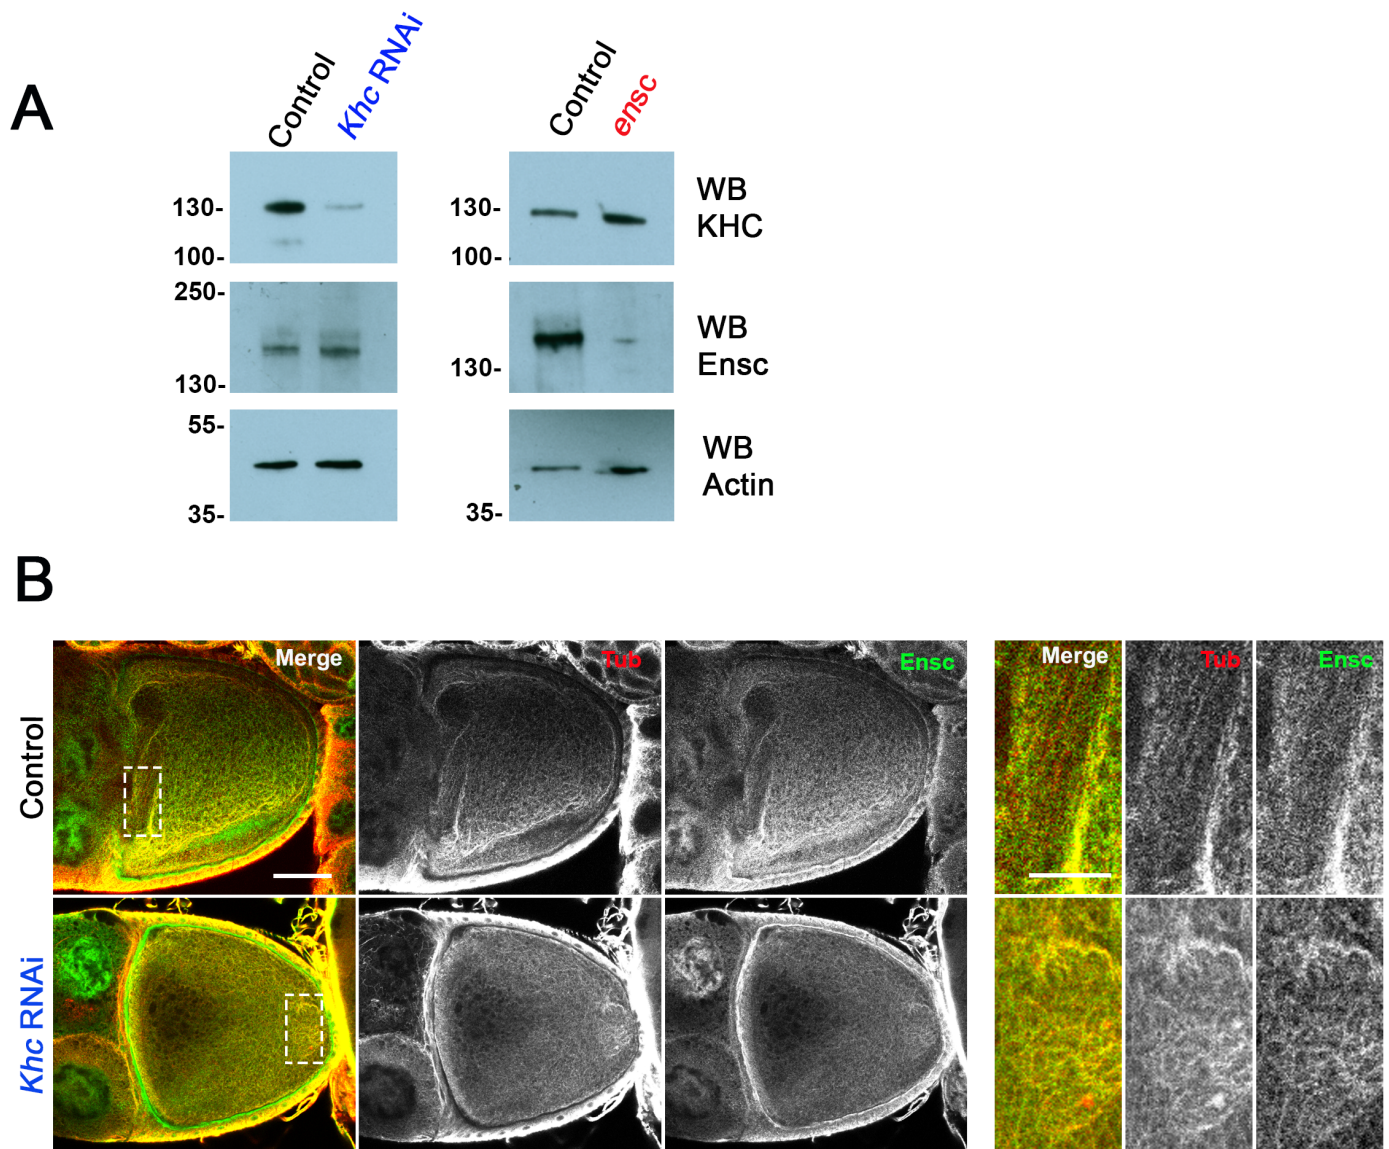 A
Control
Khc RNAi
Control
ensc
130-
100-
130-
100-
WB
KHC
250-
130-
130-
WB
Ensc
55-
35-
35-
WB
Actin
B
Control
Merge
Tub
Ensc
Merge
Tub
Ensc
Khc RNAi